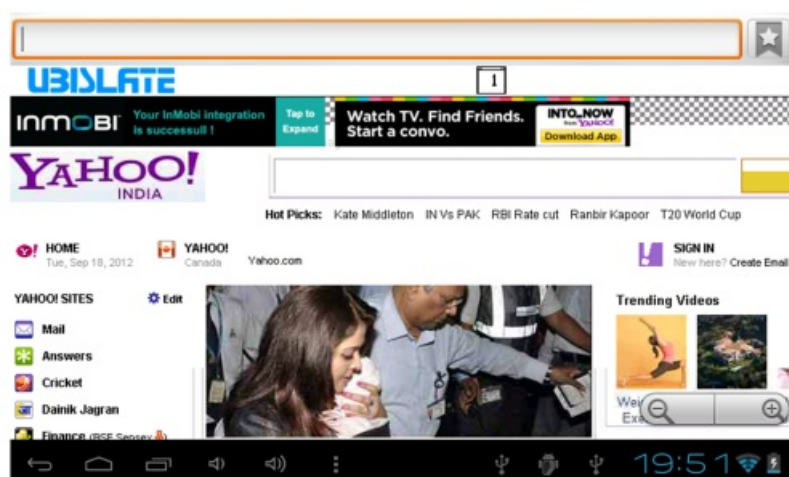 UBISLATE
1
INMOBI
Your InMobi integration
is successull !
Tap to
Expand
Watch TV. Find Friends.
Start a convo.
INTO_NOW
from YAHOO!
Download App
YAHOO!
INDIA
Hot Picks: Kate Middleton IN Vs PAK RBI Rate cut Ranbir Kapoor T20 World Cup
HOME
Tue, Sep 18, 2012
YAHOO!
Canada
Yahoo.com
SIGN IN
New here? Create Email
YAHOO! SITES
Edit
Mail
Answers
Cricket
Dainik Jagran
Finance (BSE Sensex
Trending Videos
19:51